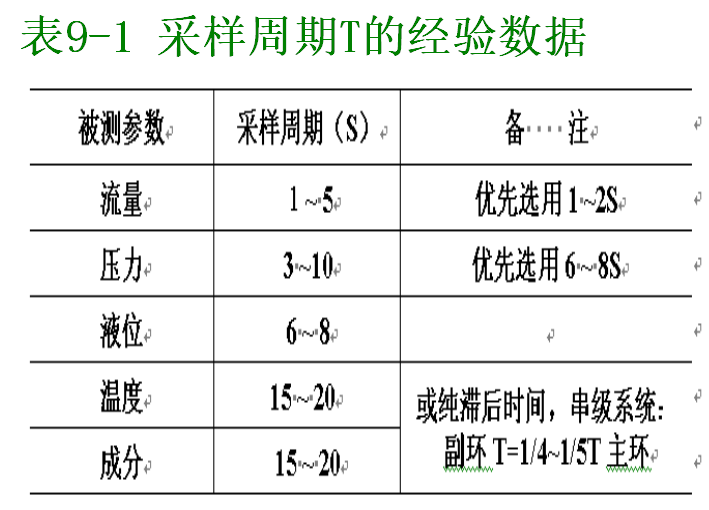 表9-1 采样周期T的经验数据
被测参数 采样周期（S） 备····注
流量 1~5 优先选用1~2S
压力 3~10 优先选用6~8S
液位 6~8
温度 15~20 或纯滞后时间，串级系统：
成分 15~20 副环T=1/4~1/5T主环